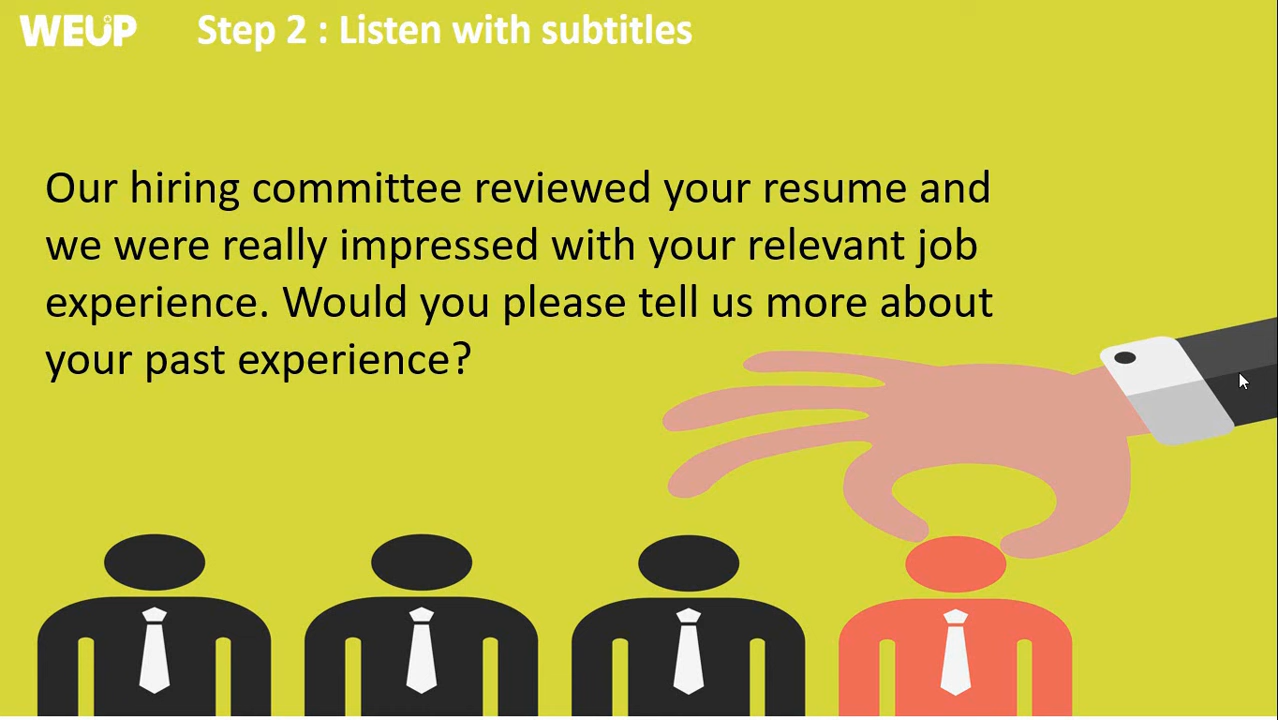 WEUP
Step 2 : Listen with subtitles
Our hiring committee reviewed your resume and
we were really impressed with your relevant job
experience. Would you please tell us more about
your past experience?